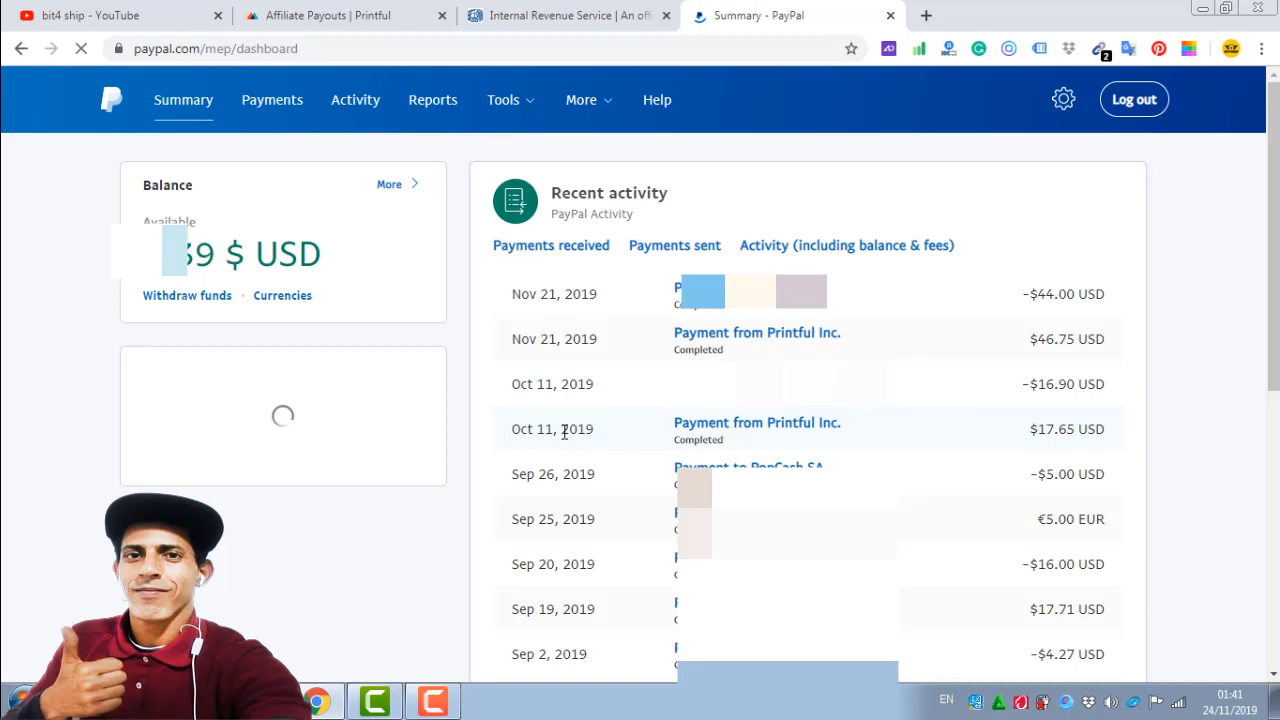 bit4 ship - YouTube
Affiliate Payouts | Printful
Internal Revenue Service | An offi
Summary - PayPal
paypal.com/mep/dashboard
2
Summary
Payments
Activity
Reports
Tools
More
Help
Log out
Balance
More
Available
39 $ USD
Withdraw funds · Currencies
Recent activity
PayPal Activity
Payments received
Payments sent
Activity (including balance & fees)
Nov 21, 2019
-$44.00 USD
Nov 21, 2019
Payment from Printful Inc.
Completed
$46.75 USD
Oct 11, 2019
-$16.90 USD
Oct 11, 2019
Payment from Printful Inc.
Completed
$17.65 USD
Sep 26, 2019
Payment to PopCash SA
-$5.00 USD
Sep 25, 2019
€5.00 EUR
Sep 20, 2019
-$16.00 USD
Sep 19, 2019
$17.71 USD
Sep 2, 2019
-$4.27 USD
EN
01:41
24/11/2019